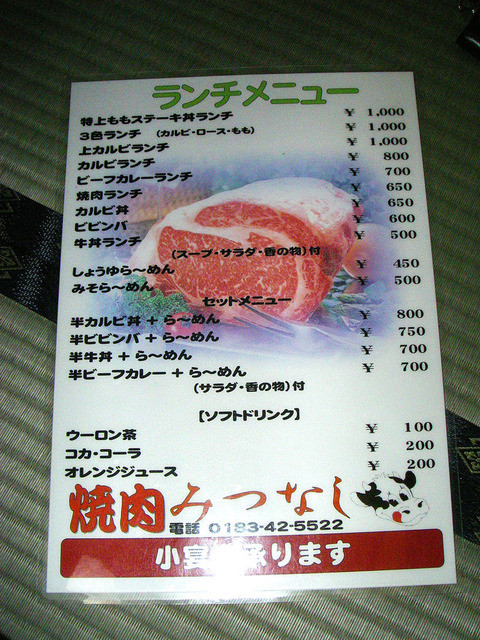 ランチメニュー
特上ももステーキ丼ランチ ￥ 1,000
3色ランチ （カルビ・ロース・もも） ￥ 1,000
上カルビランチ ￥ 1,000
カルビランチ ￥ 800
ビーフカレーランチ ￥ 700
焼肉ランチ ￥ 650
カルビ丼 ￥ 650
ビビンバ ￥ 600
牛丼ランチ ￥ 500
（スープ・サラダ・香の物）付
しょうゆら～めん ￥ 450
みそら～めん ￥ 500
セットメニュー
半カルビ丼 + ら～めん ￥ 800
半ビビンバ + ら～めん ￥ 750
半牛丼 + ら～めん ￥ 700
半ビーフカレー + ら～めん ￥ 700
（サラダ・香の物）付
【ソフトドリンク】
ウーロン茶 ￥ 100
コカ・コーラ ￥ 200
オレンジジュース ￥ 200
焼肉みつなし
電話 0183-42-5522
小宴 ります